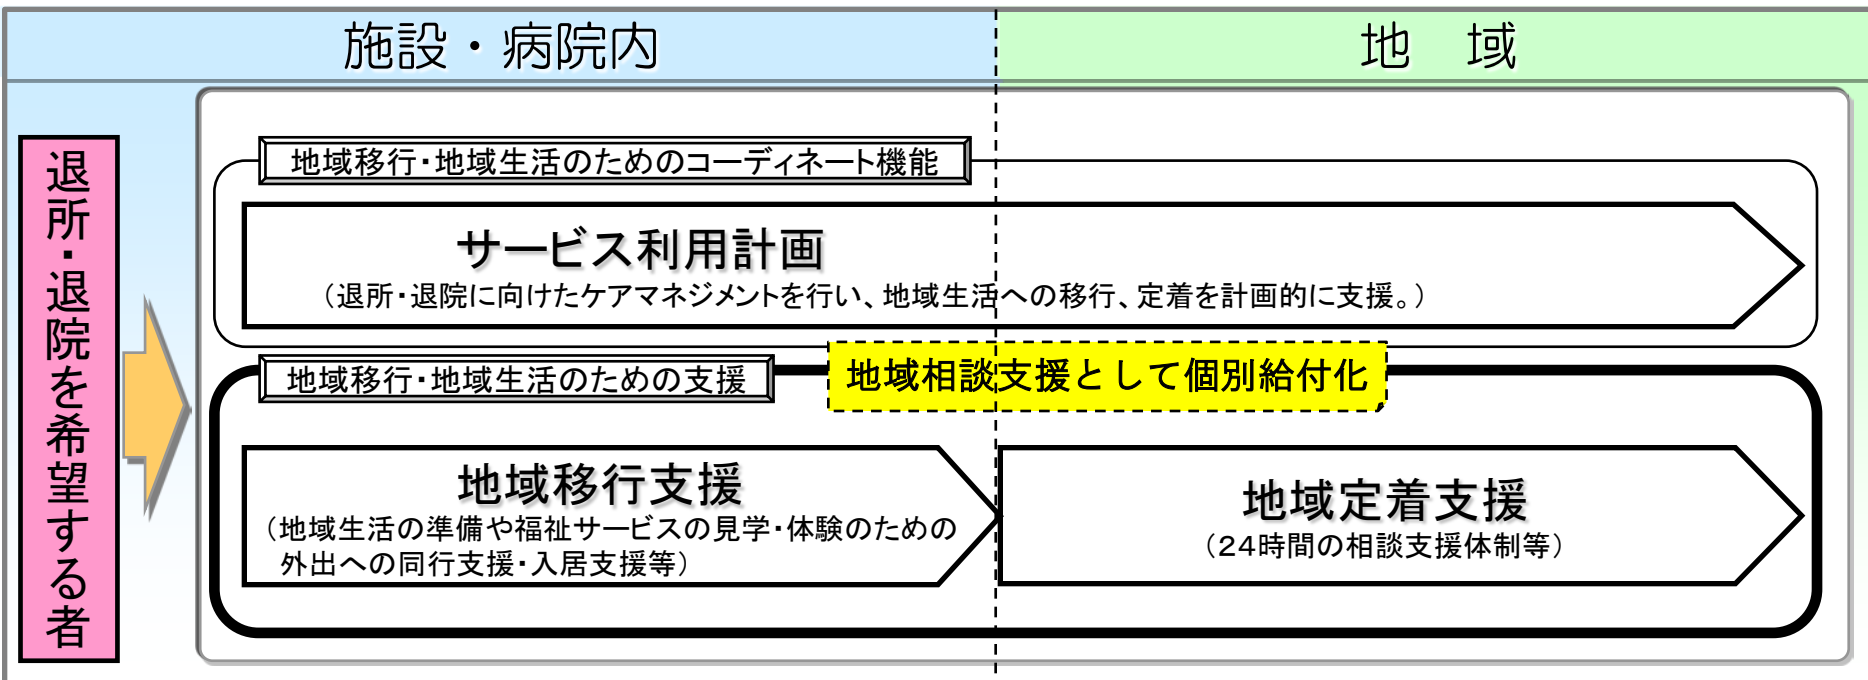 施設・病院内
地　域
退所・退院を希望する者
地域移行・地域生活のためのコーディネート機能
サービス利用計画
（退所・退院に向けたケアマネジメントを行い、地域生活への移行、定着を計画的に支援。）
地域移行・地域生活のための支援
地域相談支援として個別給付化
地域移行支援
（地域生活の準備や福祉サービスの見学・体験のための
外出への同行支援・入居支援等）
地域定着支援
（２４時間の相談支援体制等）